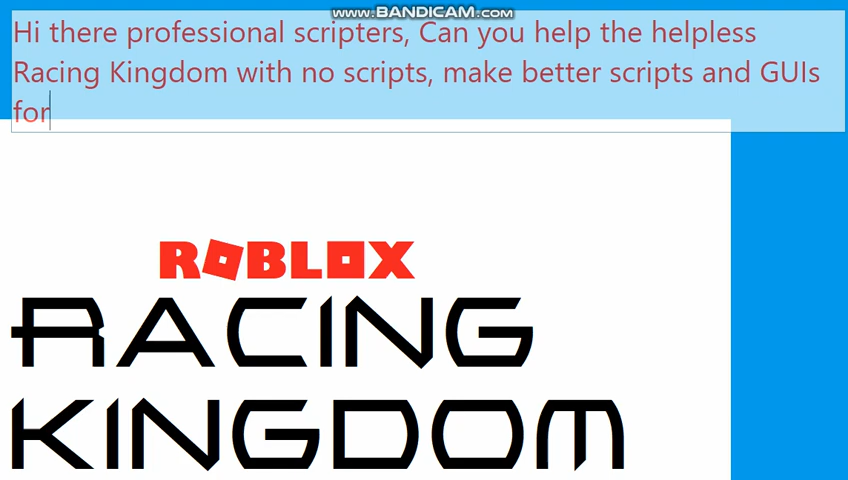 www.BANDICAM.com
Hi there professional scripters, Can you help the helpless
Racing Kingdom with no scripts, make better scripts and GUIs
for
ROBLOX
RACING
KINGDOM